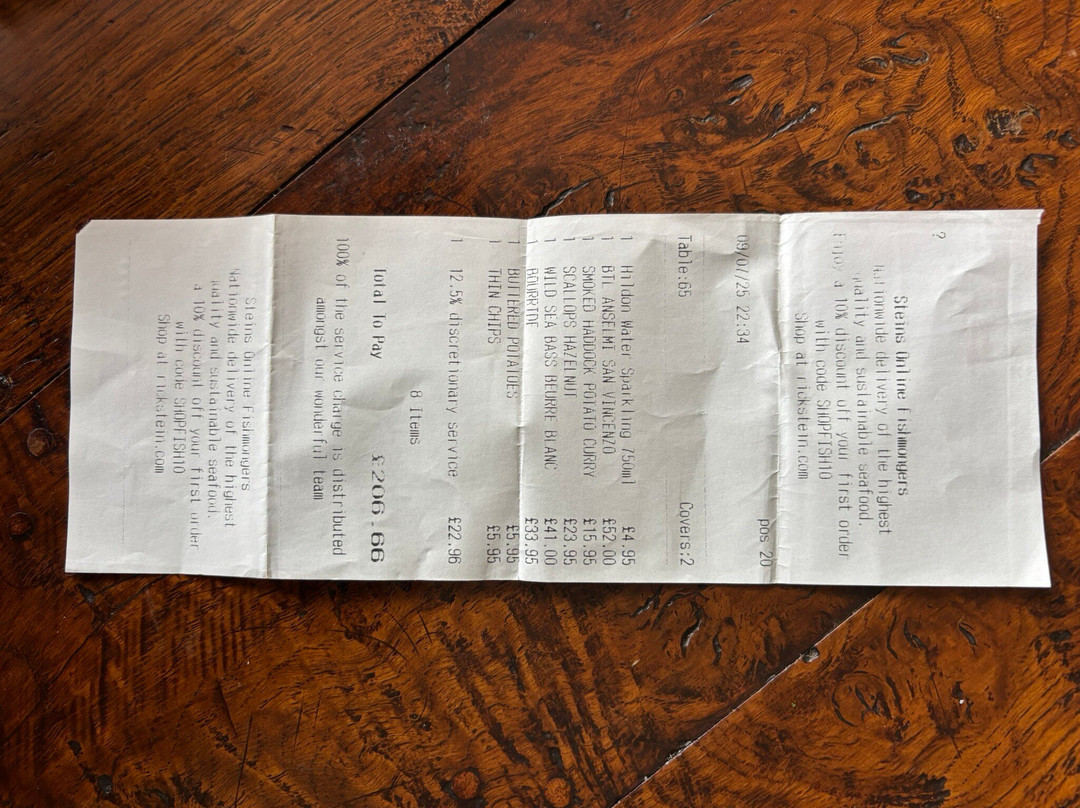 ?
Steins Online Fishmongers
Nationwide delivery of the highest
quality and sustainable seafood.
Enjoy a 10% discount off your first order
with code SHOPFISH10
Shop at rickstein.com
pos 20
09/07/25 22:34
Table:65 Covers:2
1 Hildon Water Sparkling 750ml £4.95
1 BTL ANSELMI SAN VINCENZO £52.00
1 SMOKED HADDOCK POTATO CURRY £15.95
1 SCALLOPS HAZELNUT £23.95
1 WILD SEA BASS BEURRE BLANC £41.00
1 BOURRIDE £33.95
1 BUTTERED POTATOES £5.95
1 THIN CHIPS £5.95
1 12.5% discretionary service £22.96
8 Items
Total To Pay £206.66
100% of the service charge is distributed
amongst our wonderful team
Steins Online Fishmongers
Nationwide delivery of the highest
quality and sustainable seafood.
a 10% discount off your first order
with code SHOPFISH10
Shop at rickstein.com